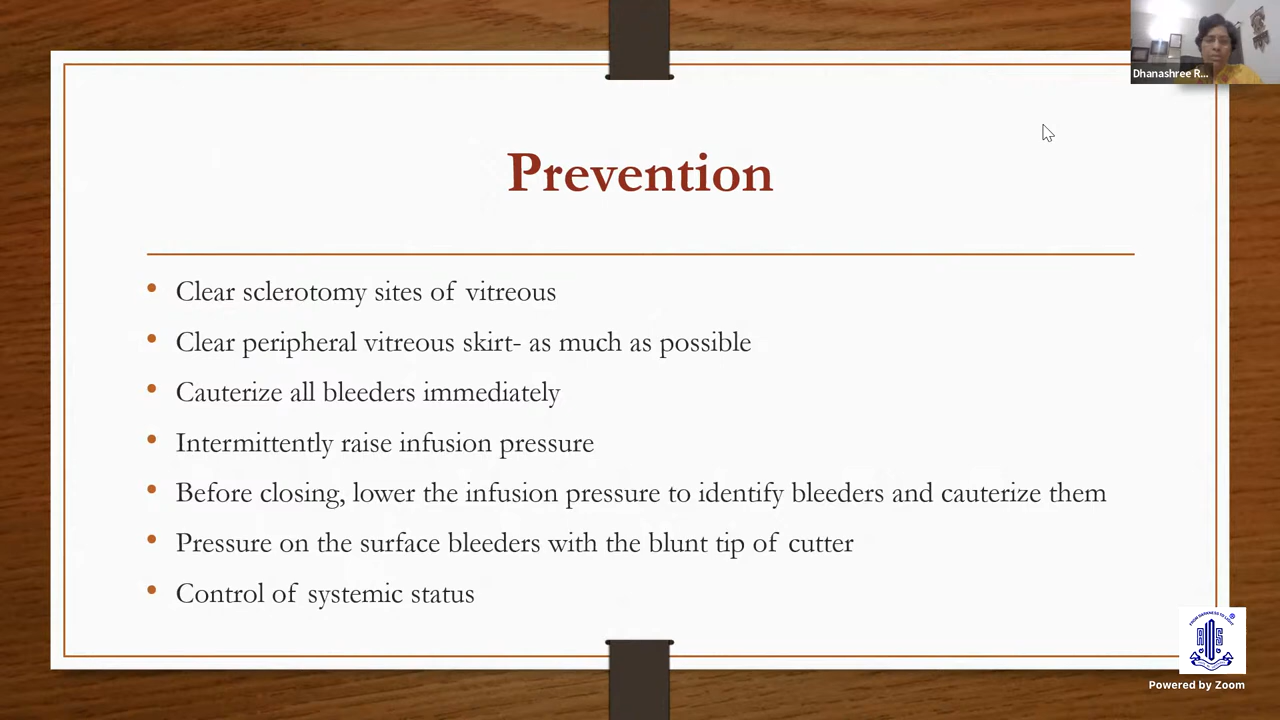 Dhanashree R...
Prevention
• Clear sclerotomy sites of vitreous
• Clear peripheral vitreous skirt- as much as possible
• Cauterize all bleeders immediately
• Intermittently raise infusion pressure
• Before closing, lower the infusion pressure to identify bleeders and cauterize them
• Pressure on the surface bleeders with the blunt tip of cutter
• Control of systemic status
Powered by Zoom